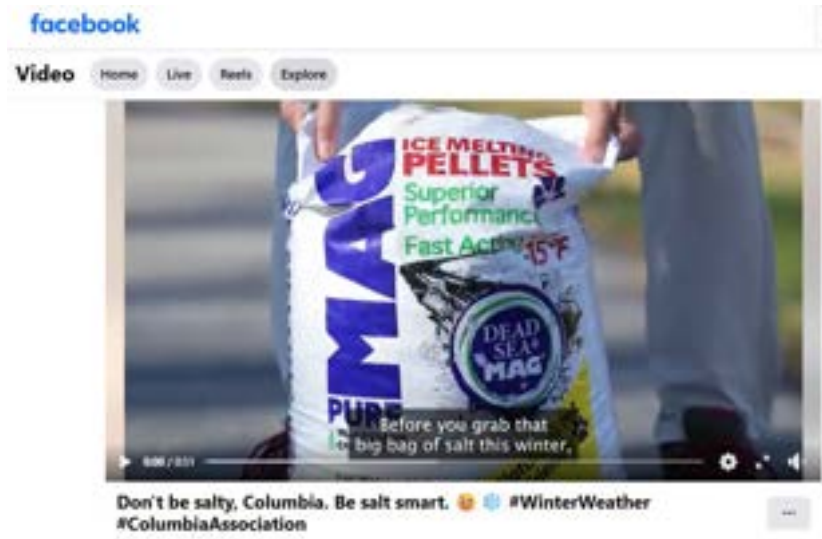 facebook
Video Home Live Reels Explore
ICE MELTING
PELLETS
Superior
Performanc
Fast Act -15°F
PURE
MAG
DEAD
SEA
MAG
Before you grab that
big bag of salt this winter,
Don't be salty, Columbia. Be salt smart. 😉 ❄️ #WinterWeather
#ColumbiaAssociation